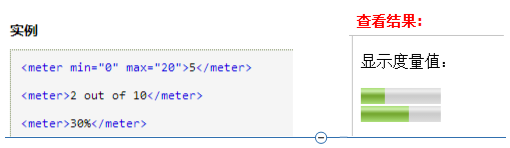 实例
<meter min="0" max="20">5</meter>
<meter>2 out of 10</meter>
<meter>30%</meter>
查看结果:
显示度量值：